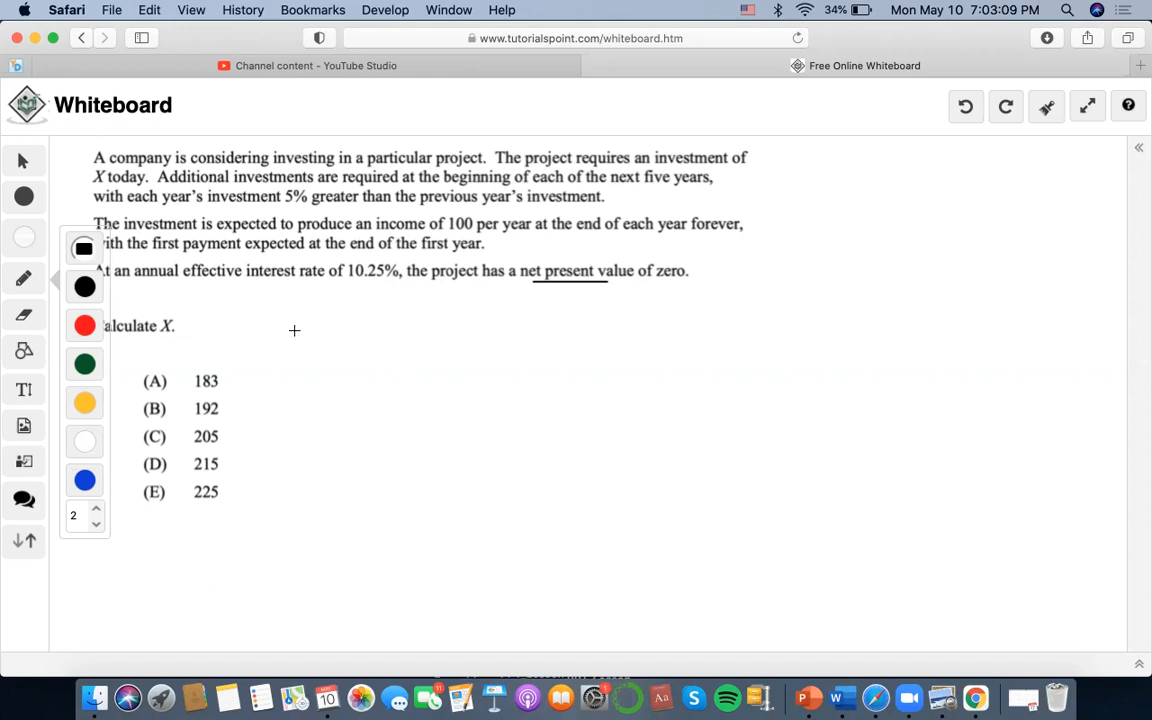 Safari File Edit View History Bookmarks Develop Window Help 34% Mon May 10 7:03:09 PM
www.tutorialspoint.com/whiteboard.htm
Channel content - YouTube Studio Free Online Whiteboard
Whiteboard
A company is considering investing in a particular project. The project requires an investment of
X today. Additional investments are required at the beginning of each of the next five years,
with each year's investment 5% greater than the previous year's investment.
The investment is expected to produce an income of 100 per year at the end of each year forever,
ith the first payment expected at the end of the first year.
t an annual effective interest rate of 10.25%, the project has a net present value of zero.
alculate X.
(A) 183
(B) 192
(C) 205
(D) 215
(E) 225
2